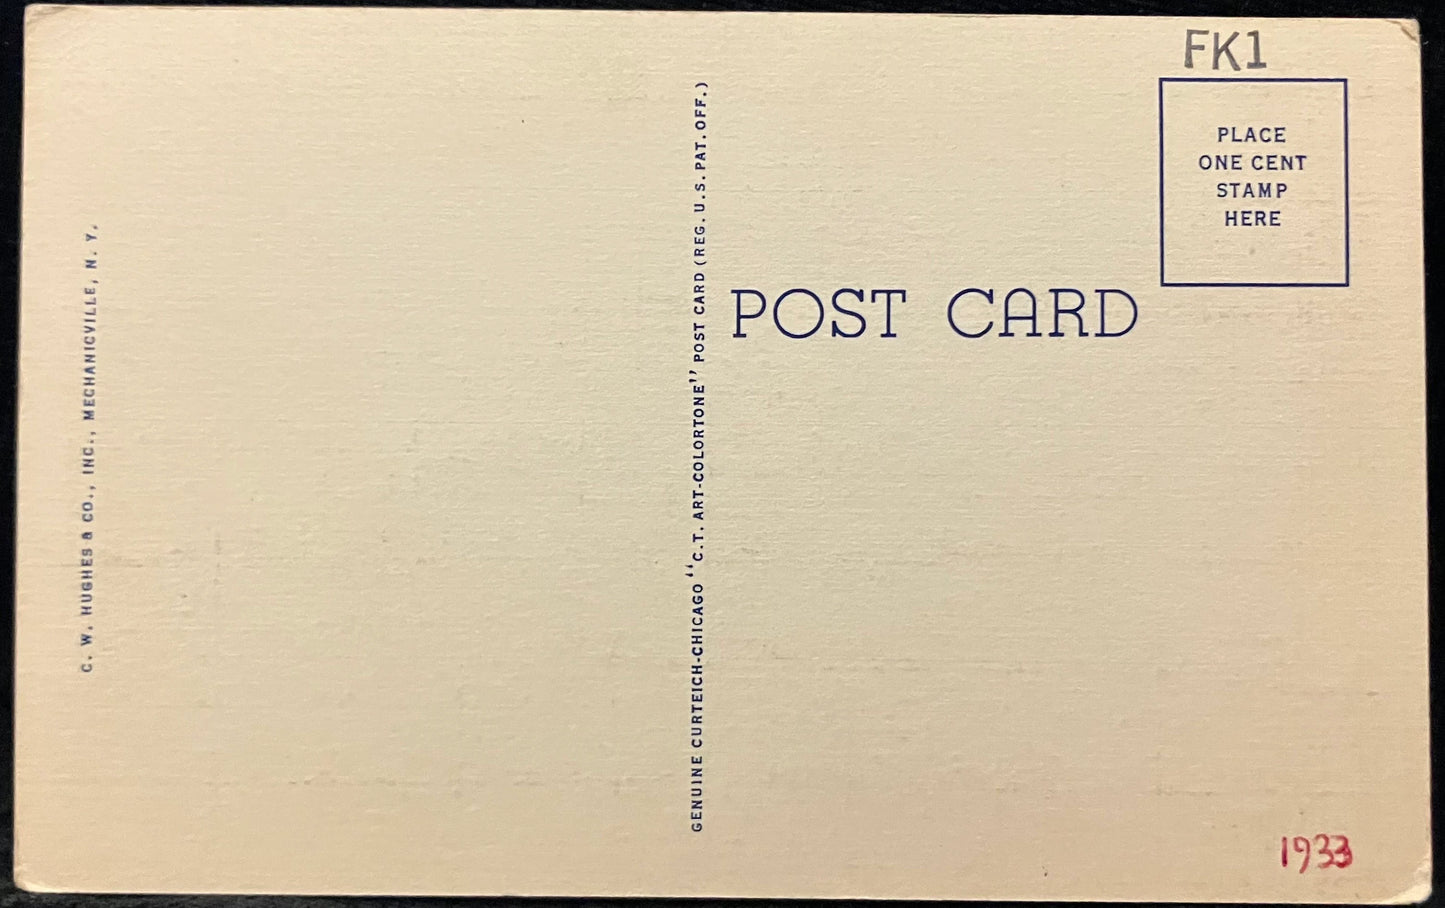 FK1
PLACE
ONE CENT
STAMP
HERE
POST CARD
C. W. HUGHES & CO., INC., MECHANICVILLE, N. Y.
GENUINE CURTEICH-CHICAGO "C.T. ART-COLORTONE" POST CARD (REG. U.S. PAT. OFF.)
1933